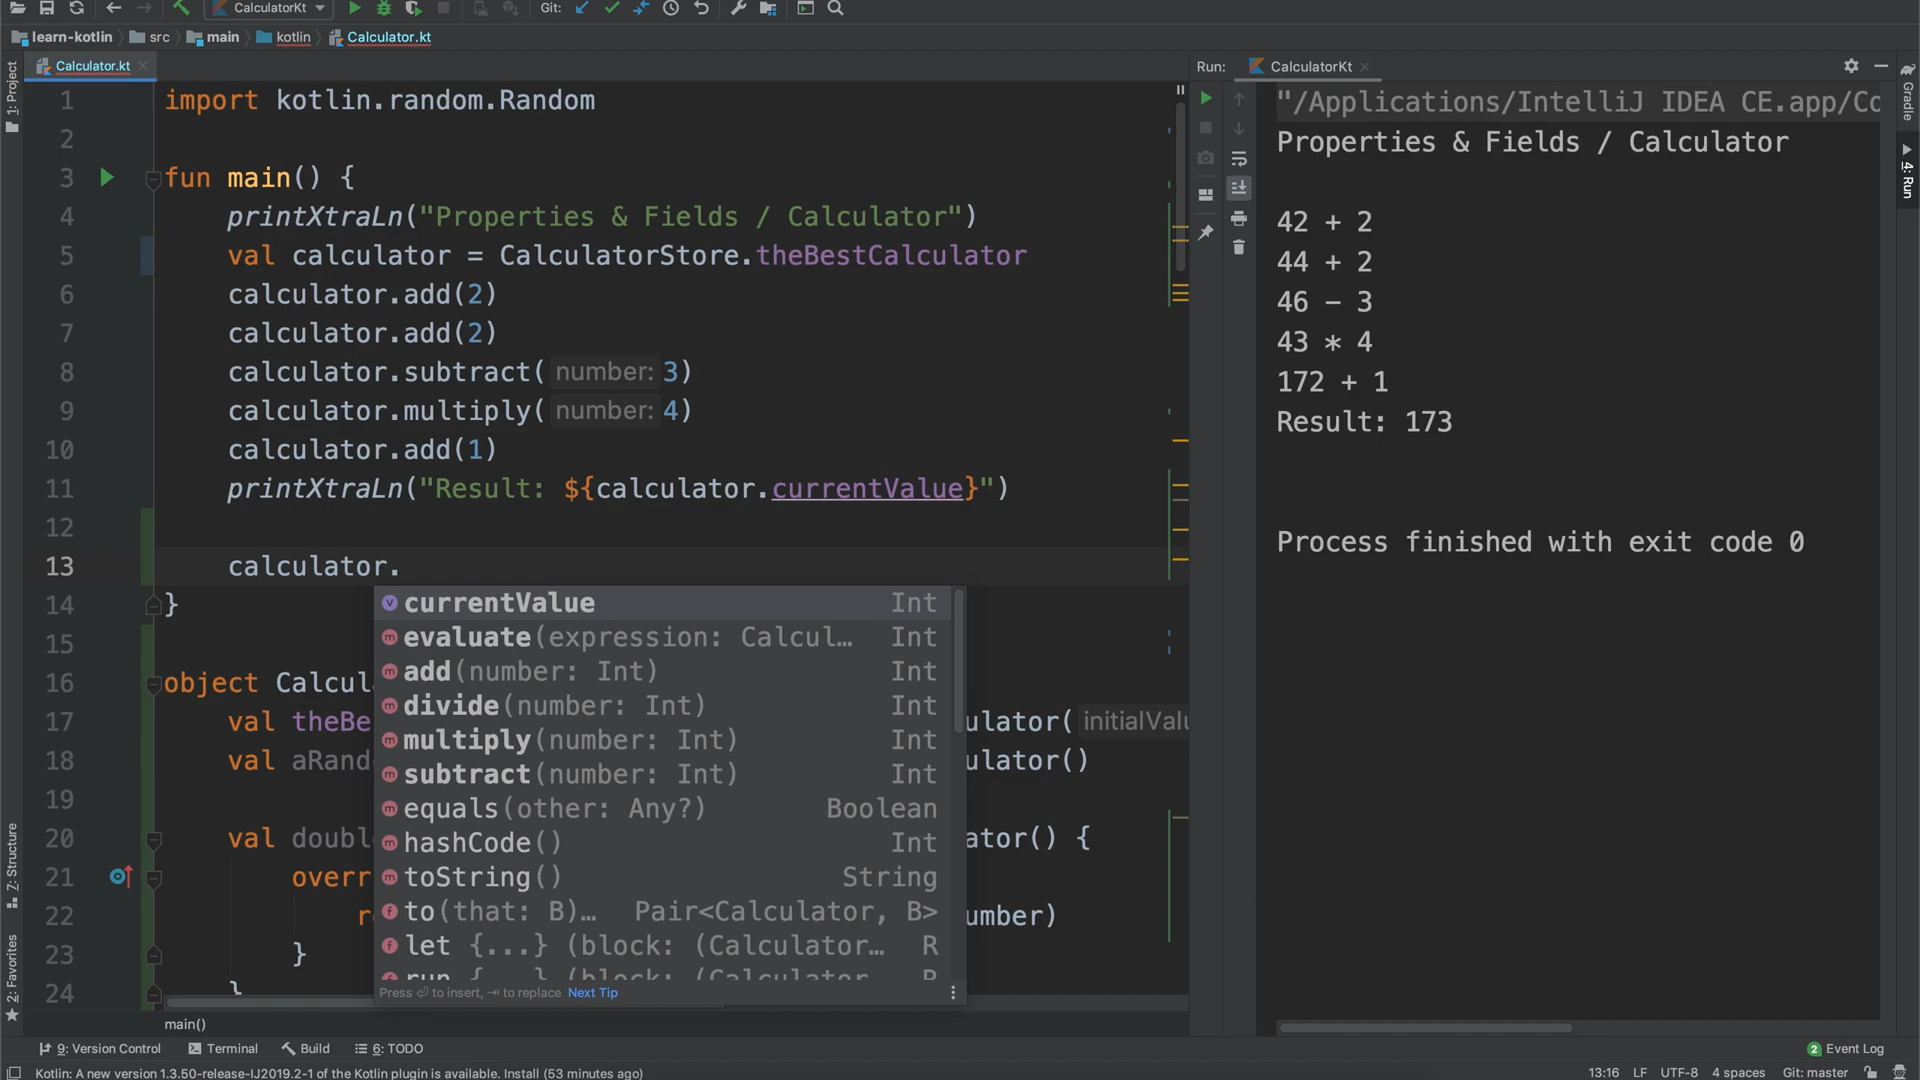 CalculatorKt
Git:
learn-kotlin
src
main
kotlin
Calculator.kt
1: Project
Calculator.kt
1 import kotlin.random.Random
2
3 fun main() {
4 printXtraLn("Properties & Fields / Calculator")
5 val calculator = CalculatorStore.theBestCalculator
6 calculator.add(2)
7 calculator.add(2)
8 calculator.subtract( number: 3)
9 calculator.multiply( number: 4)
10 calculator.add(1)
11 printXtraLn("Result: ${calculator.currentValue}")
12
13 calculator.
14 }
15
16 object Calcul
17 val theBe
ulator( initialValu
18 val aRand
ulator()
19
20 val doubl
ator() {
21 overr
22 re
umber)
23 }
24 }
currentValue Int
evaluate(expression: Calcul… Int
add(number: Int) Int
divide(number: Int) Int
multiply(number: Int) Int
subtract(number: Int) Int
equals(other: Any?) Boolean
hashCode() Int
toString() String
to(that: B)… Pair<Calculator, B>
let {...} (block: (Calculator… R
run {...} (block: (Calculator R
Press ⏎ to insert, ⇥ to replace Next Tip
main()
Run: CalculatorKt
"/Applications/IntelliJ IDEA CE.app/Co
Properties & Fields / Calculator
42 + 2
44 + 2
46 - 3
43 * 4
172 + 1
Result: 173
Process finished with exit code 0
Gradle
4: Run
Z: Structure
2: Favorites
9: Version Control
Terminal
Build
6: TODO
2 Event Log
Kotlin: A new version 1.3.50-release-IJ2019.2-1 of the Kotlin plugin is available. Install (53 minutes ago)
13:16 LF UTF-8 4 spaces Git: master